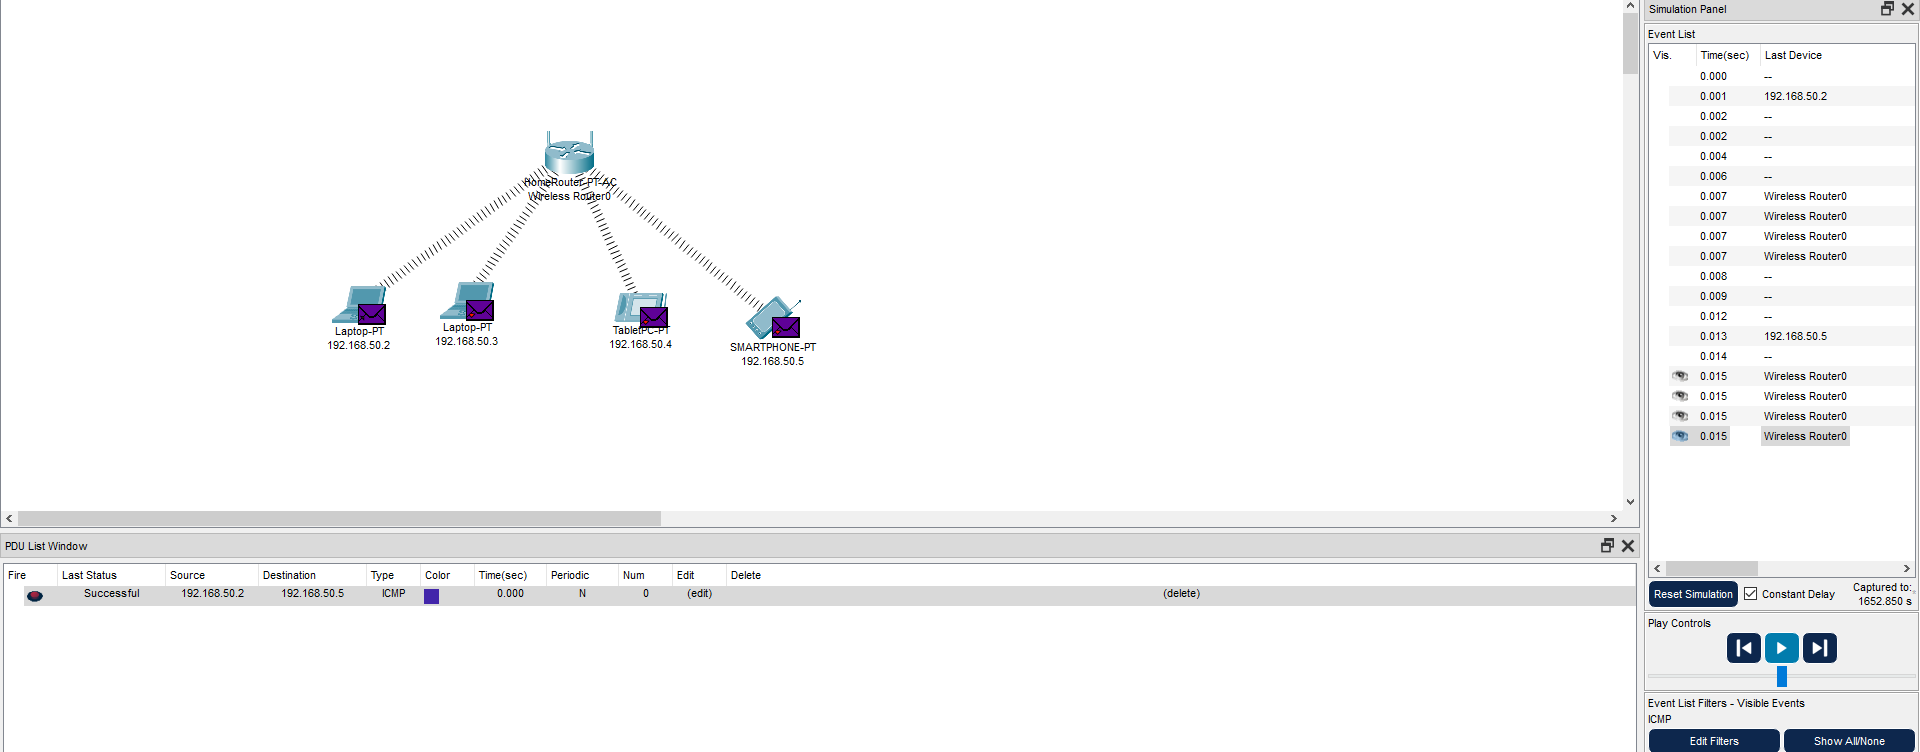 HomeRouter-PT-AC
Wireless Router0
Laptop-PT
192.168.50.2
Laptop-PT
192.168.50.3
TabletPC-PT
192.168.50.4
SMARTPHONE-PT
192.168.50.5
PDU List Window
Fire Last Status Source Destination Type Color Time(sec) Periodic Num Edit Delete
Successful 192.168.50.2 192.168.50.5 ICMP 0.000 N 0 (edit) (delete)
Simulation Panel
Event List
Vis. Time(sec) Last Device
0.000 --
0.001 192.168.50.2
0.002 --
0.002 --
0.004 --
0.006 --
0.007 Wireless Router0
0.007 Wireless Router0
0.007 Wireless Router0
0.007 Wireless Router0
0.008 --
0.009 --
0.012 --
0.013 192.168.50.5
0.014 --
0.015 Wireless Router0
0.015 Wireless Router0
0.015 Wireless Router0
0.015 Wireless Router0
Reset Simulation Constant Delay Captured to:
1652.850 s
Play Controls
Event List Filters - Visible Events
ICMP
Edit Filters Show All/None